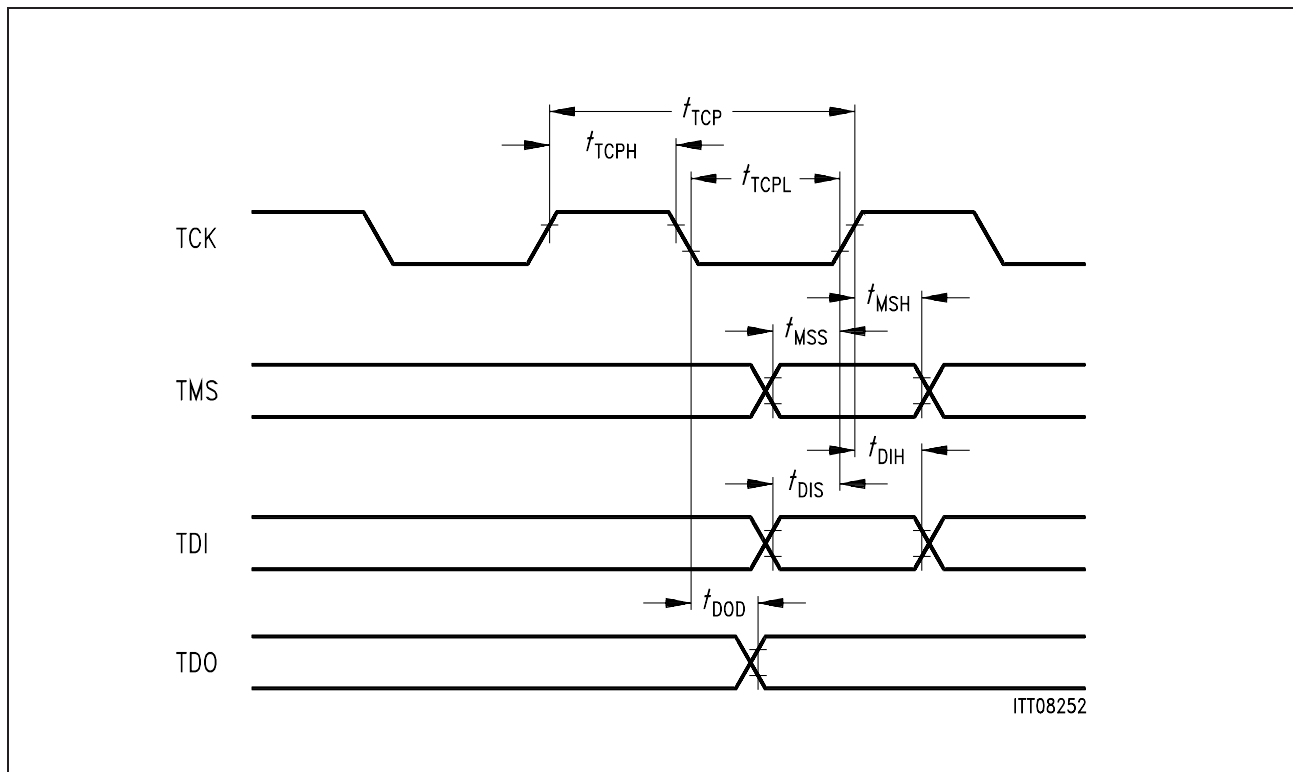 tTCP
tTCPH
tTCPL
TCK
tMSH
tMSS
TMS
tDIH
tDIS
TDI
tDOD
TDO
ITT08252